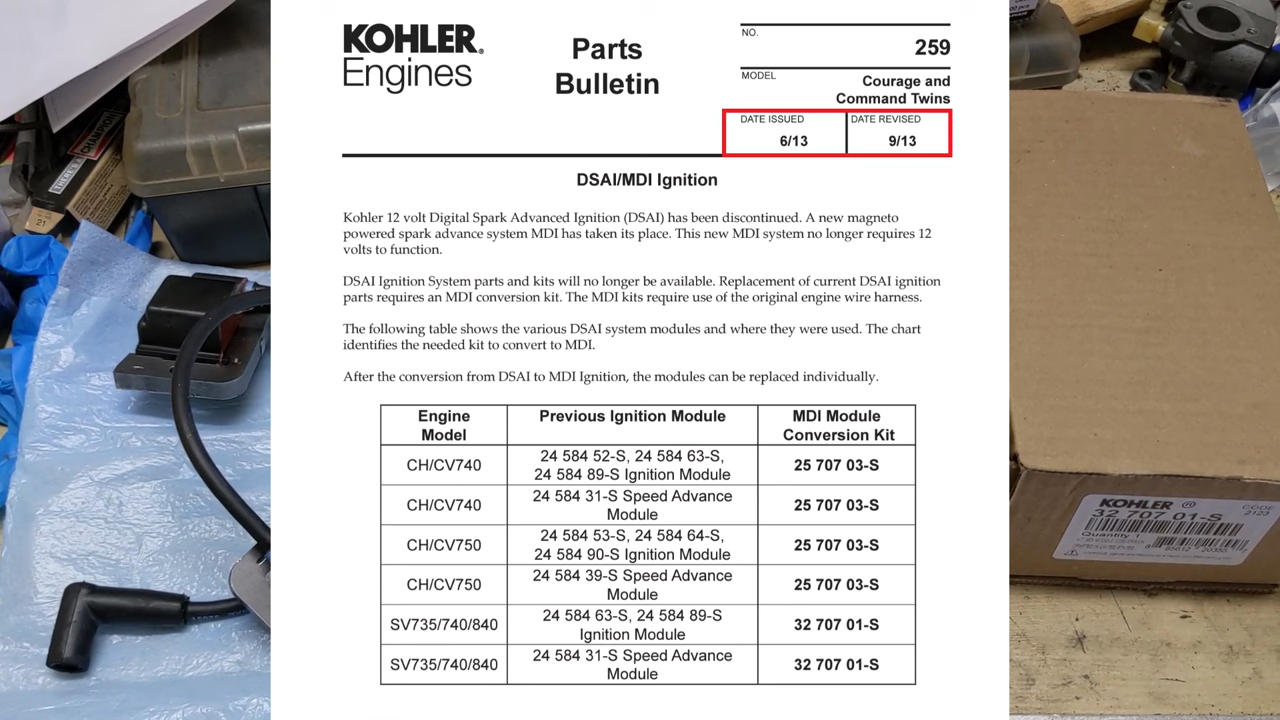 KOHLER®
Engines
Parts
Bulletin
NO.
259
MODEL
Courage and
Command Twins
DATE ISSUED
6/13
DATE REVISED
9/13
DSAI/MDI Ignition
Kohler 12 volt Digital Spark Advanced Ignition (DSAI) has been discontinued. A new magneto
powered spark advance system MDI has taken its place. This new MDI system no longer requires 12
volts to function.
DSAI Ignition System parts and kits will no longer be available. Replacement of current DSAI ignition
parts requires an MDI conversion kit. The MDI kits require use of the original engine wire harness.
The following table shows the various DSAI system modules and where they were used. The chart
identifies the needed kit to convert to MDI.
After the conversion from DSAI to MDI Ignition, the modules can be replaced individually.
Engine
Model
Previous Ignition Module
MDI Module
Conversion Kit
CH/CV740
24 584 52-S, 24 584 63-S,
24 584 89-S Ignition Module
25 707 03-S
CH/CV740
24 584 31-S Speed Advance
Module
25 707 03-S
CH/CV750
24 584 53-S, 24 584 64-S,
24 584 90-S Ignition Module
25 707 03-S
CH/CV750
24 584 39-S Speed Advance
Module
25 707 03-S
SV735/740/840
24 584 63-S, 24 584 89-S
Ignition Module
32 707 01-S
SV735/740/840
24 584 31-S Speed Advance
Module
32 707 01-S
CHAMPION
KOHLER ®
CODE
2123
32 707 01-S
Quantity 1